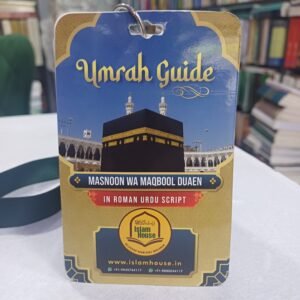 Umrah Guide
MASNOON WA MAQBOOL DUAEN
IN ROMAN URDU SCRIPT
Islam
House
www.islamhouse.in